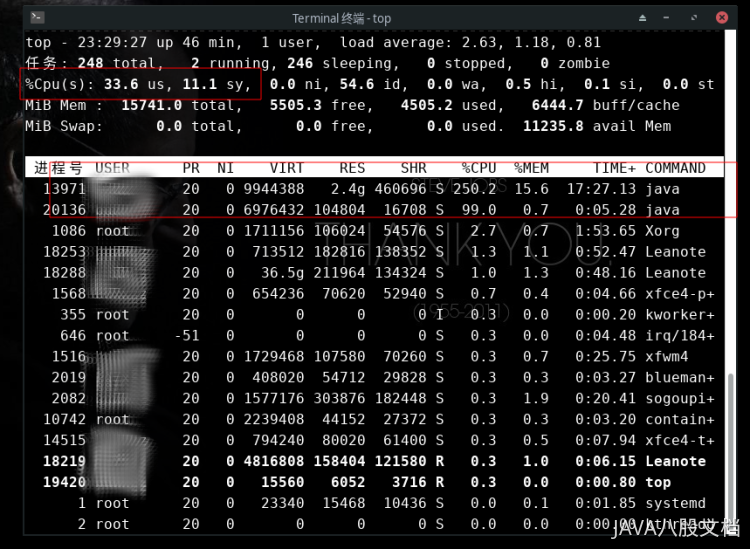 Terminal 终端 - top
top - 23:29:27 up 46 min,  1 user,  load average: 2.63, 1.18, 0.81
任务: 248 total,   2 running, 246 sleeping,   0 stopped,   0 zombie
%Cpu(s): 33.6 us, 11.1 sy,  0.0 ni, 54.6 id,  0.0 wa,  0.5 hi,  0.1 si,  0.0 st
MiB Mem :  15741.0 total,   5505.3 free,   4505.2 used,   6444.7 buff/cache
MiB Swap:      0.0 total,      0.0 free,      0.0 used.  11235.8 avail Mem
进程号 USER      PR  NI    VIRT    RES    SHR    %CPU  %MEM     TIME+ COMMAND
13971 20 0 9944388 2.4g 460696 S 250.2 15.6 17:27.13 java
20136 20 0 6976432 104804 16708 S 99.0 0.7 0:05.28 java
1086 root 20 0 1711156 106024 54576 S 2.7 0.7 1:53.65 Xorg
18253 20 0 713512 182816 138352 S 1.3 1.1 1:52.47 Leanote
18288 20 0 36.5g 211964 134324 S 1.0 1.3 0:48.16 Leanote
THANK YOU.
1568 20 0 654236 70620 52940 S 0.7 0.4 0:04.66 xfce4-p+
355 root 20 0 0 0 0 I 0.3 0.0 0:00.20 kworker+
(1955-2011)
646 root -51 0 0 0 0 S 0.3 0.0 0:04.48 irq/184+
1516 20 0 1729468 107580 70260 S 0.3 0.7 0:25.75 xfwm4
2019 20 0 408020 54712 29828 S 0.3 0.3 0:03.27 blueman+
2082 20 0 1577176 303876 182448 S 0.3 1.9 0:20.41 sogoupi+
10742 root 20 0 2239408 44152 27372 S 0.3 0.3 0:03.24 contain+
14515 20 0 794240 80020 61400 S 0.3 0.5 0:07.94 xfce4-t+
18219 20 0 4816808 158404 121580 R 0.3 1.0 0:06.15 Leanote
19420 20 0 15560 6052 3716 R 0.3 0.0 0:00.80 top
1 root 20 0 23340 15468 10436 S 0.0 0.1 0:01.85 systemd
2 root 20 0 0 0 0 S 0.0 0.0 kthreadd
JAVA八股文档